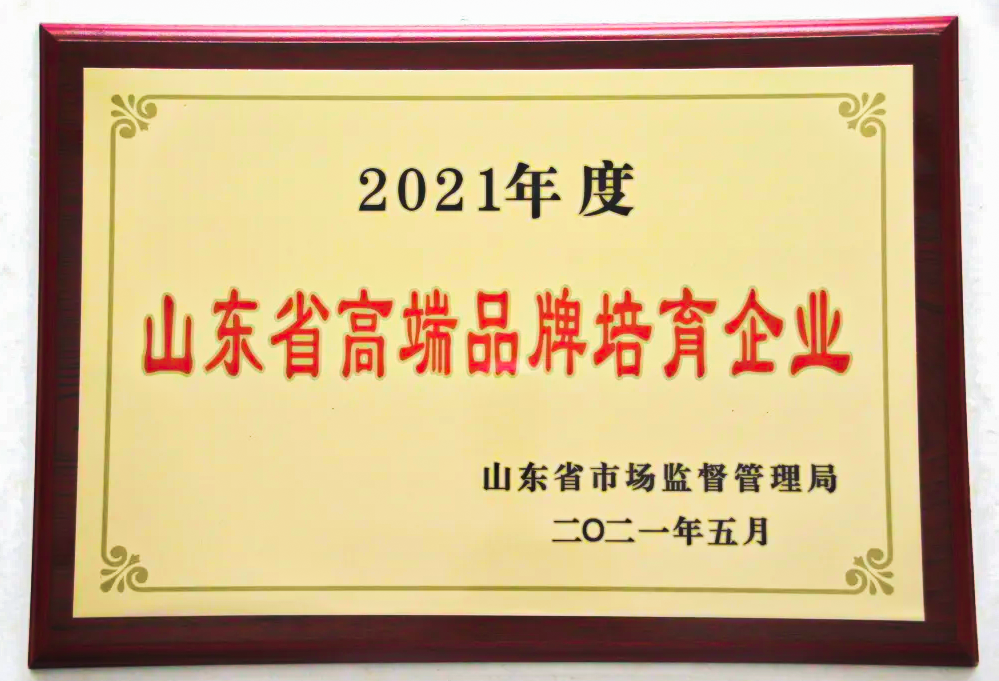 2021年度
山东省高端品牌培育企业
山东省市场监督管理局
二〇二一年五月